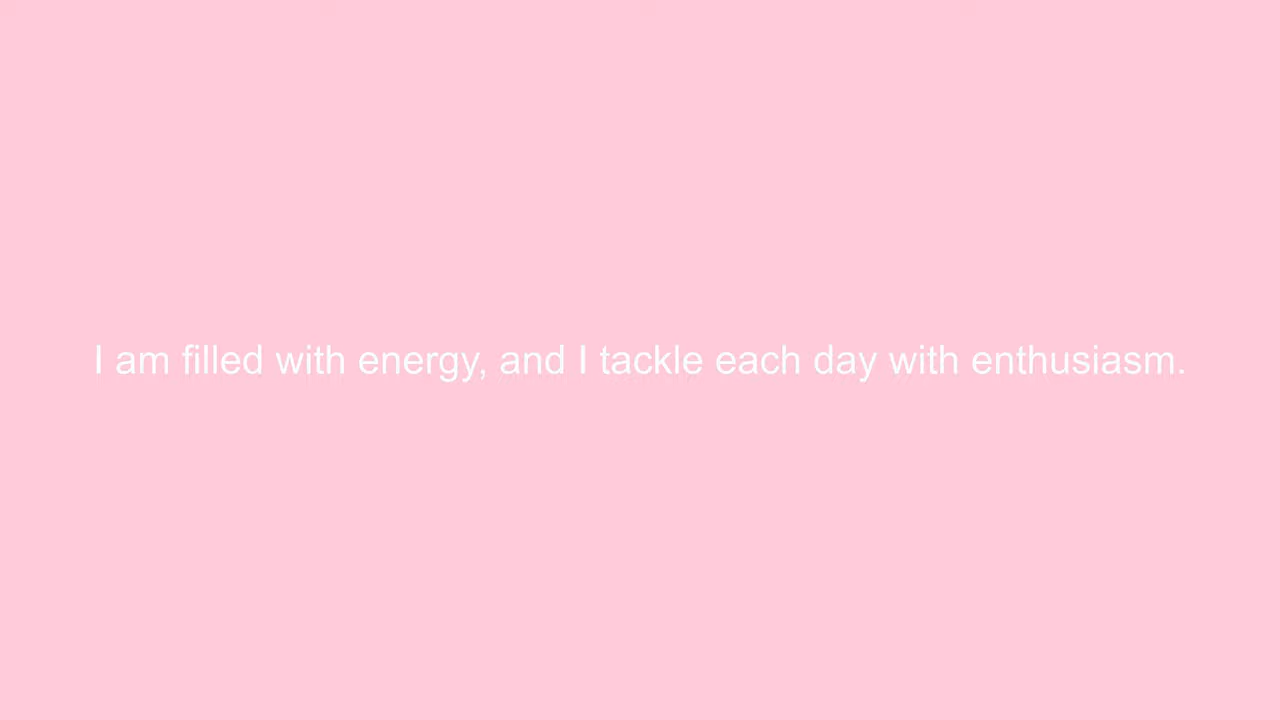 I am filled with energy, and I tackle each day with enthusiasm.